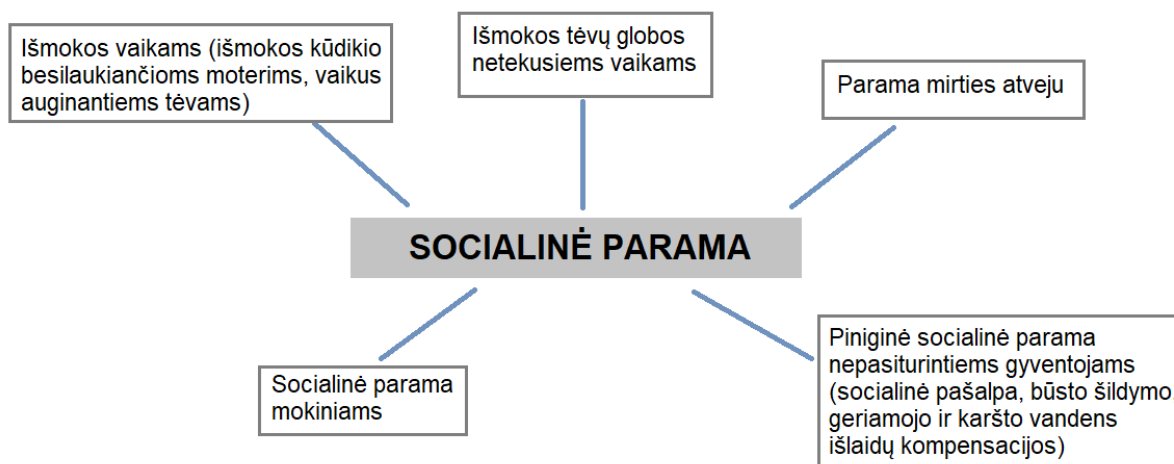 Išmokos vaikams (išmokos kūdikio
besilaukiančioms moterims, vaikus
auginantiems tėvams)
Išmokos tėvų globos
netekusiems vaikams
Parama mirties atveju
SOCIALINĖ PARAMA
Socialinė parama
mokiniams
Piniginė socialinė parama
nepasiturintiems gyventojams
(socialinė pašalpa, būsto šildymo,
geriamojo ir karšto vandens
išlaidų kompensacijos)